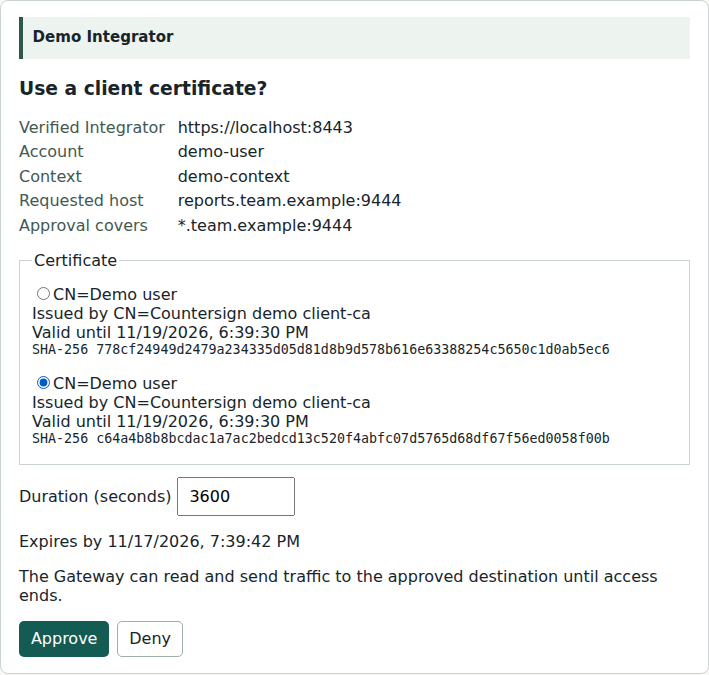 Demo Integrator
Use a client certificate?
Verified Integrator https://localhost:8443
Account demo-user
Context demo-context
Requested host reports.team.example:9444
Approval covers *.team.example:9444
Certificate
CN=Demo user
Issued by CN=Countersign demo client-ca
Valid until 11/19/2026, 6:39:30 PM
SHA-256 778cf24949d2479a234335d05d81d8b9d578b616e63388254c5650c1d0ab5ec6
CN=Demo user
Issued by CN=Countersign demo client-ca
Valid until 11/19/2026, 6:39:30 PM
SHA-256 c64a4b8b8bcdac1a7ac2bedcd13c520f4abfc07d5765d68df67f56ed0058f00b
Duration (seconds) 3600
Expires by 11/17/2026, 7:39:42 PM
The Gateway can read and send traffic to the approved destination until access
ends.
Approve Deny